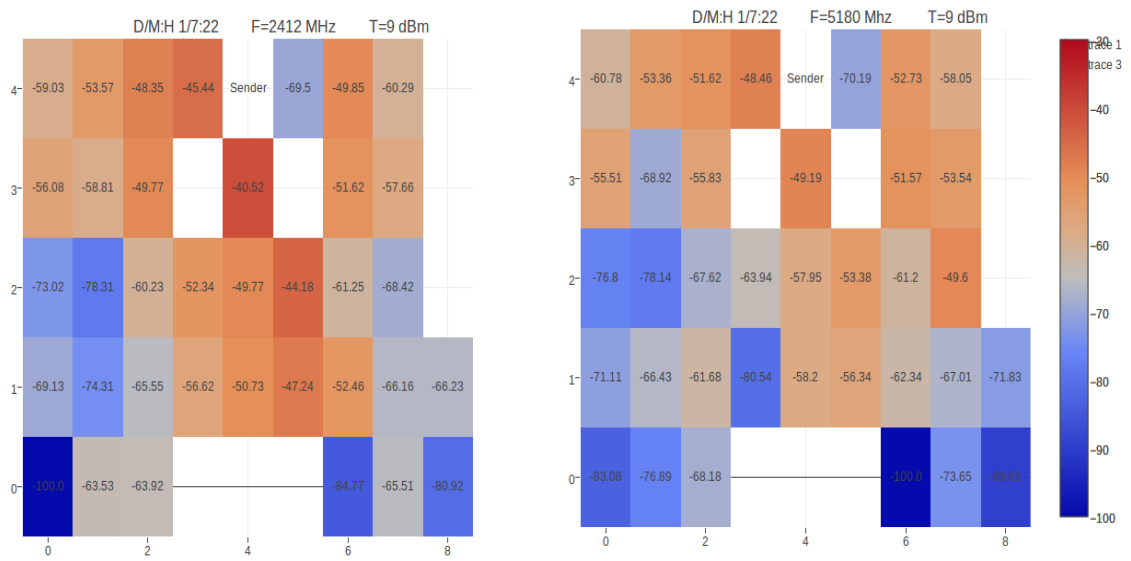 D/M:H 1/7:22 F=2412 MHz T=9 dBm
4 -59.03 -53.57 -48.35 -45.44 Sender -69.5 -49.85 -60.29
3 -56.08 -58.81 -49.77 -40.52 -51.62 -57.66
2 -73.02 -78.31 -60.23 -52.34 -49.77 -44.18 -61.25 -68.42
1 -69.13 -74.31 -65.55 -56.62 -50.73 -47.24 -52.46 -66.16 -66.23
0 -100.0 -63.53 -63.92 -84.77 -65.51 -80.92
0 2 4 6 8
D/M:H 1/7:22 F=5180 Mhz T=9 dBm
4 -60.78 -53.36 -51.62 -48.46 Sender -70.19 -52.73 -58.05
3 -55.51 -68.92 -55.83 -49.19 -51.57 -53.54
2 -76.8 -78.14 -67.62 -63.94 -57.95 -53.38 -61.2 -49.6
1 -71.11 -66.43 -61.68 -80.54 -58.2 -56.34 -62.34 -67.01 -71.83
0 -83.08 -76.89 -68.18 -100.0 -73.65
0 2 4 6 8
−30
trace 1
trace 3
−40
−50
−60
−70
−80
−90
−100